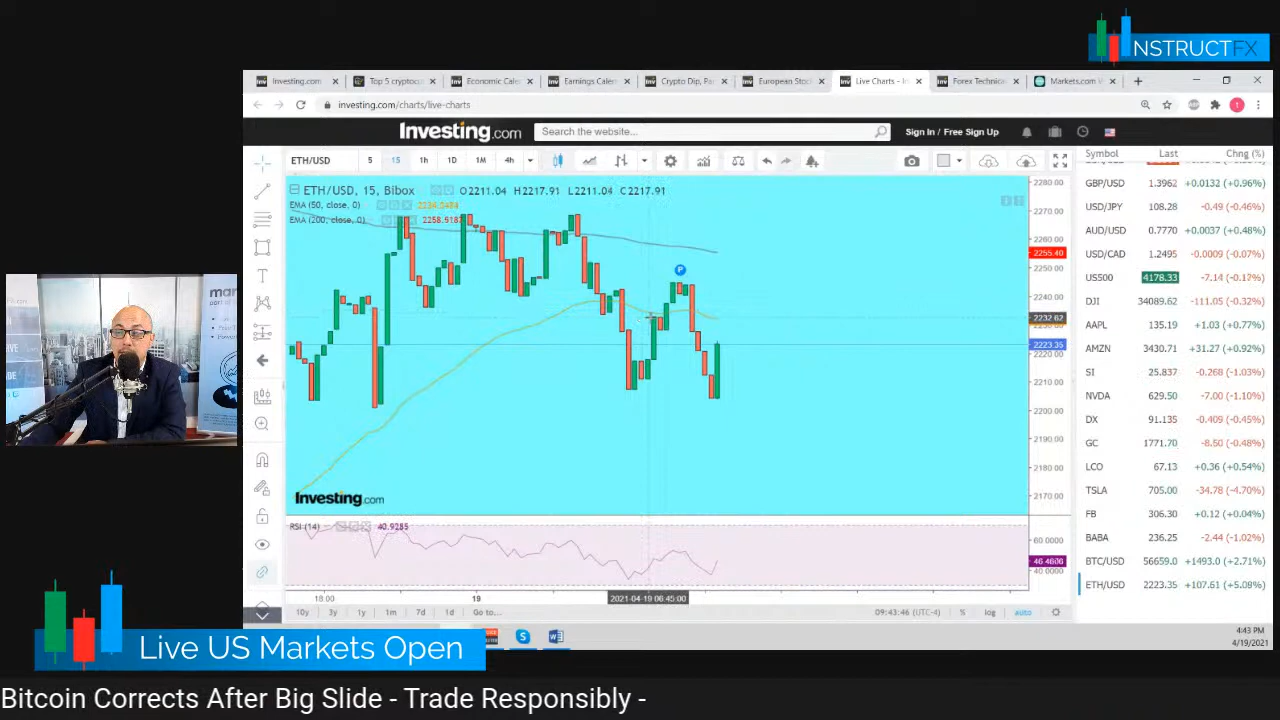 NSTRUCTFX
Investing.com
Top 5 cryptoc
Economic Cale
Earnings Calen
Crypto Dip, Pa
European Stoc
Live Charts - In
Forex Technica
Markets.com
investing.com/charts/live-charts
Investing.com
Search the website...
Sign In / Free Sign Up
ETH/USD 5 15 1h 1D 1M 4h
Symbol Last Chng (%)
ETH/USD, 15, Bibox O2211.04 H2217.91 L2211.04 C2217.91
EMA (50, close, 0)
EMA (200, close, 0)
2280.00
2270.00
2260.00
2255.40
2250.00
2240.00
2232.62
2223.35
2220.00
2210.00
2200.00
2190.00
2180.00
2170.00
GBP/USD 1.3962 +0.0132 (+0.96%)
USD/JPY 108.28 -0.49 (-0.46%)
AUD/USD 0.7770 +0.0037 (+0.48%)
USD/CAD 1.2495 -0.0009 (-0.07%)
US500 4178.33 -7.14 (-0.17%)
DJI 34089.62 -111.05 (-0.32%)
AAPL 135.19 +1.03 (+0.77%)
AMZN 3430.71 +31.27 (+0.92%)
SI 25.837 -0.268 (-1.03%)
NVDA 629.50 -7.00 (-1.10%)
DX 91.135 -0.409 (-0.45%)
GC 1771.70 -8.50 (-0.48%)
LCO 67.13 +0.36 (+0.54%)
TSLA 705.00 -34.78 (-4.70%)
FB 306.30 +0.12 (+0.04%)
BABA 236.25 -2.44 (-1.02%)
BTC/USD 56659.0 +1493.0 (+2.71%)
ETH/USD 2223.35 +107.61 (+5.08%)
P
Investing.com
RSI (14) 40.9255
60.0000
46.4606
40.0000
18:00 19 2021-04-19 06:45:00
10y 3y 1y 1m 7d 1d Go to...
09:43:46 (UTC-4) % log auto
4:43 PM
4/19/2021
Live US Markets Open
Bitcoin Corrects After Big Slide - Trade Responsibly -